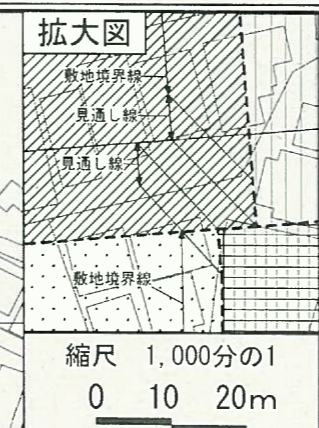 拡大図
敷地境界線
見通し線
見通し線
敷地境界線
縮尺 1,000分の1
0 10 20m